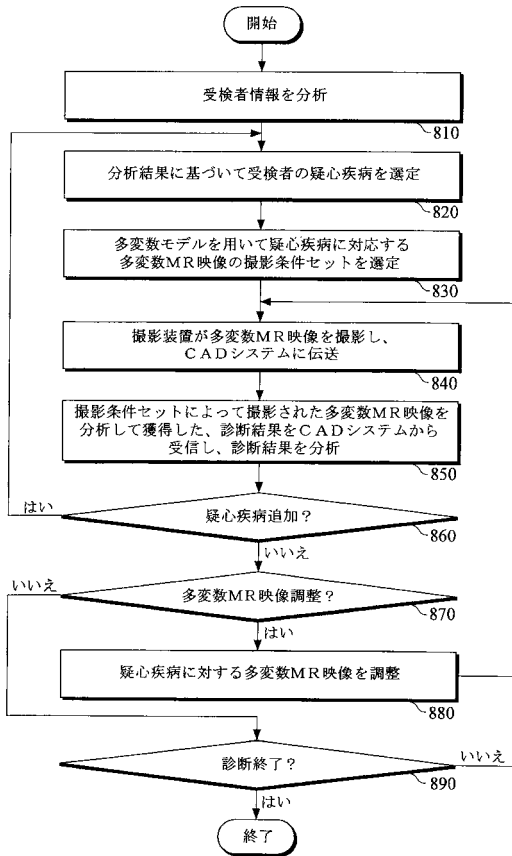 開始
受検者情報を分析
810
分析結果に基づいて受検者の疑心疾病を選定
820
多変数モデルを用いて疑心疾病に対応する
多変数MR映像の撮影条件セットを選定
830
撮影装置が多変数MR映像を撮影し、
CADシステムに伝送
840
撮影条件セットによって撮影された多変数MR映像を
分析して獲得した、診断結果をCADシステムから
受信し、診断結果を分析
850
はい
疑心疾病追加？
860
いいえ
いいえ
多変数MR映像調整？
870
はい
疑心疾病に対する多変数MR映像を調整
880
診断終了？
いいえ
890
はい
終了